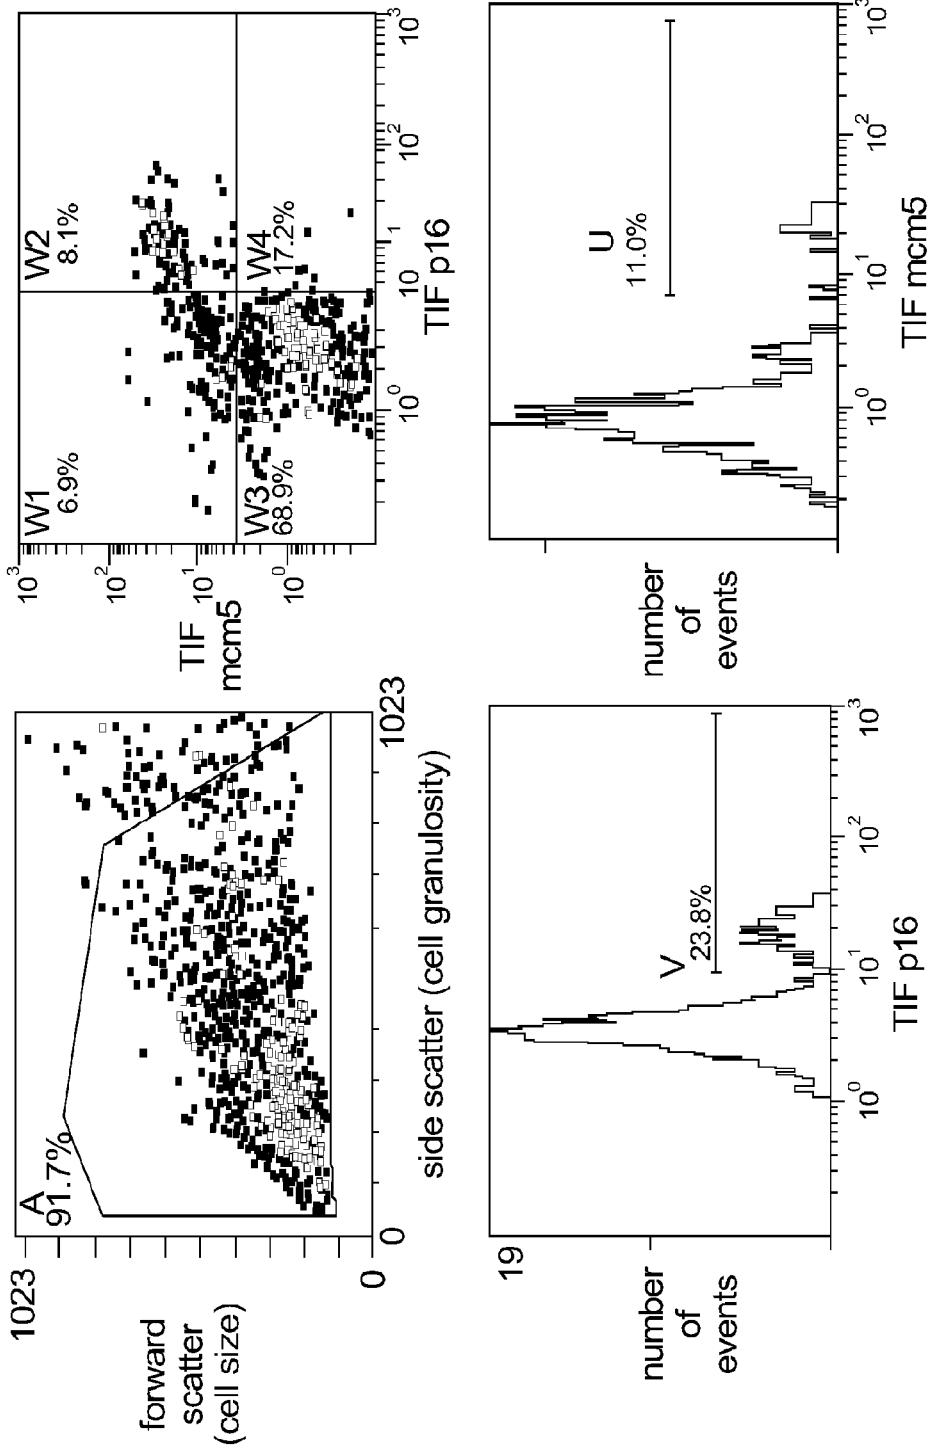 1023
A
91.7%
forward
scatter
(cell size)
0
0
1023
side scatter (cell granulosity)
10³
10²
10¹
10⁰
TIF
mcm5
W1
6.9%
W2
8.1%
W3
68.9%
W4
17.2%
10⁰
10¹
10²
10³
TIF p16
19
number
of
events
V
23.8%
10⁰
10¹
10²
10³
TIF p16
number
of
events
U
11.0%
10⁰
10¹
10²
10³
TIF mcm5